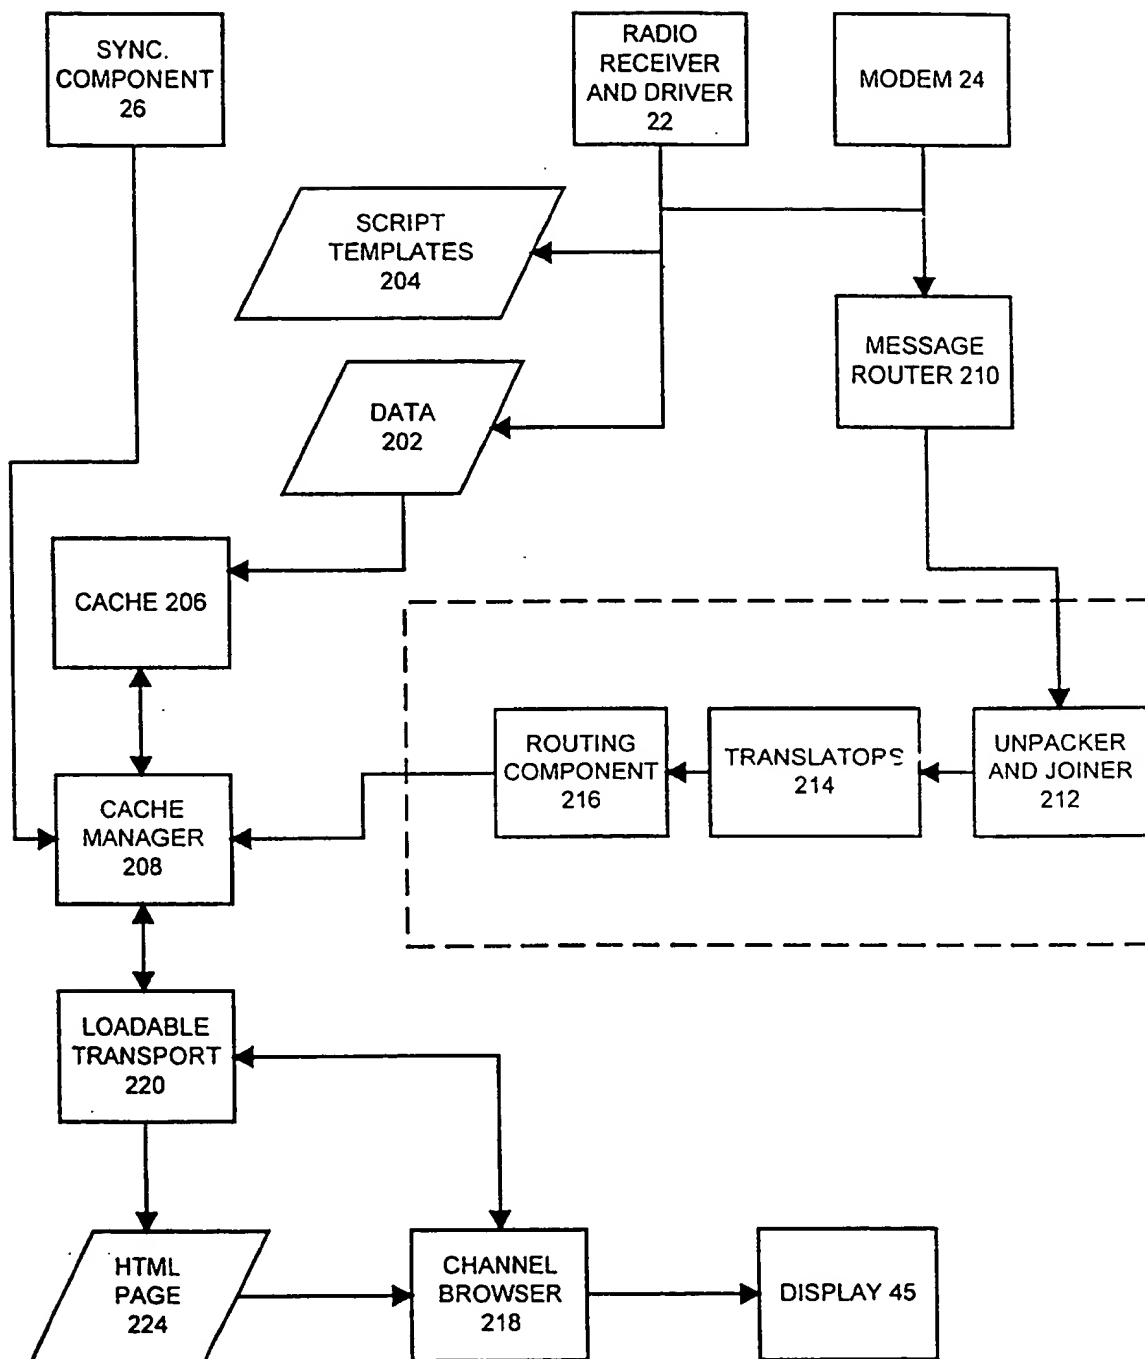 SYNC.
COMPONENT
26
RADIO
RECEIVER
AND DRIVER
22
MODEM 24
SCRIPT
TEMPLATES
204
MESSAGE
ROUTER 210
DATA
202
CACHE 206
ROUTING
COMPONENT
216
TRANSLATOPS
214
UNPACKER
AND JOINER
212
CACHE
MANAGER
208
LOADABLE
TRANSPORT
220
HTML
PAGE
224
CHANNEL
BROWSER
218
DISPLAY 45